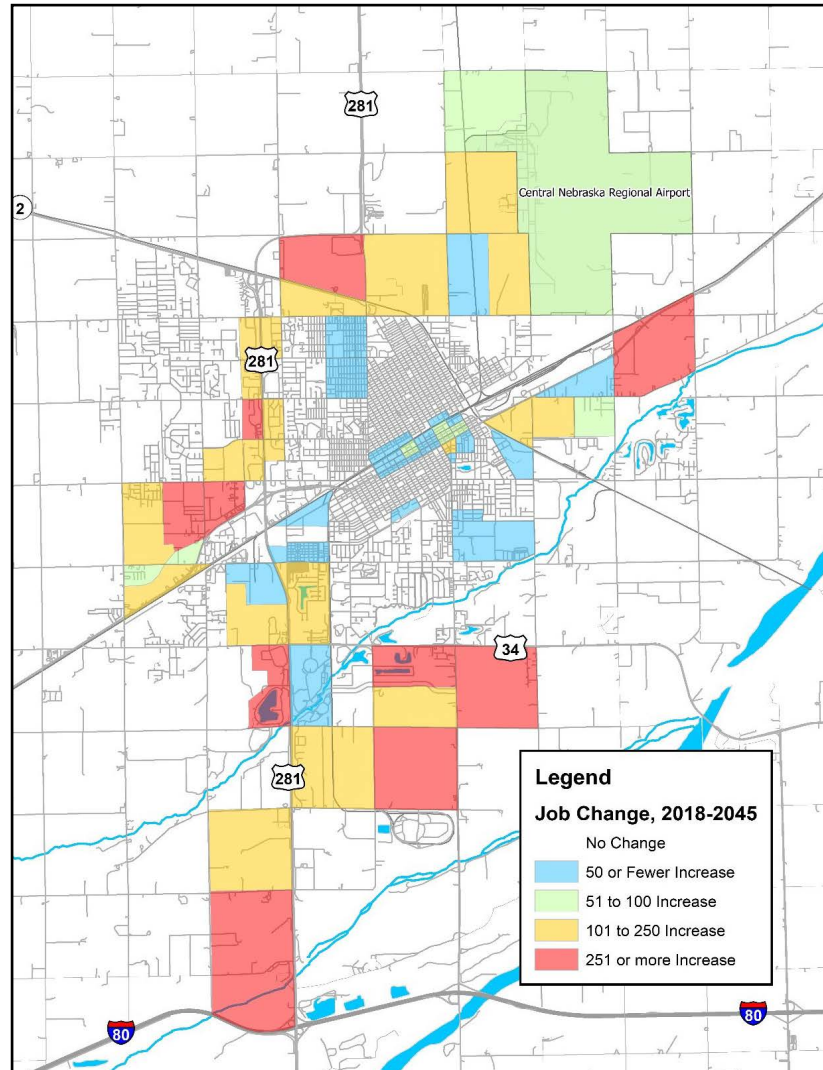 281
Central Nebraska Regional Airport
2
281
34
281
Legend
Job Change, 2018-2045
No Change
50 or Fewer Increase
51 to 100 Increase
101 to 250 Increase
251 or more Increase
80
80